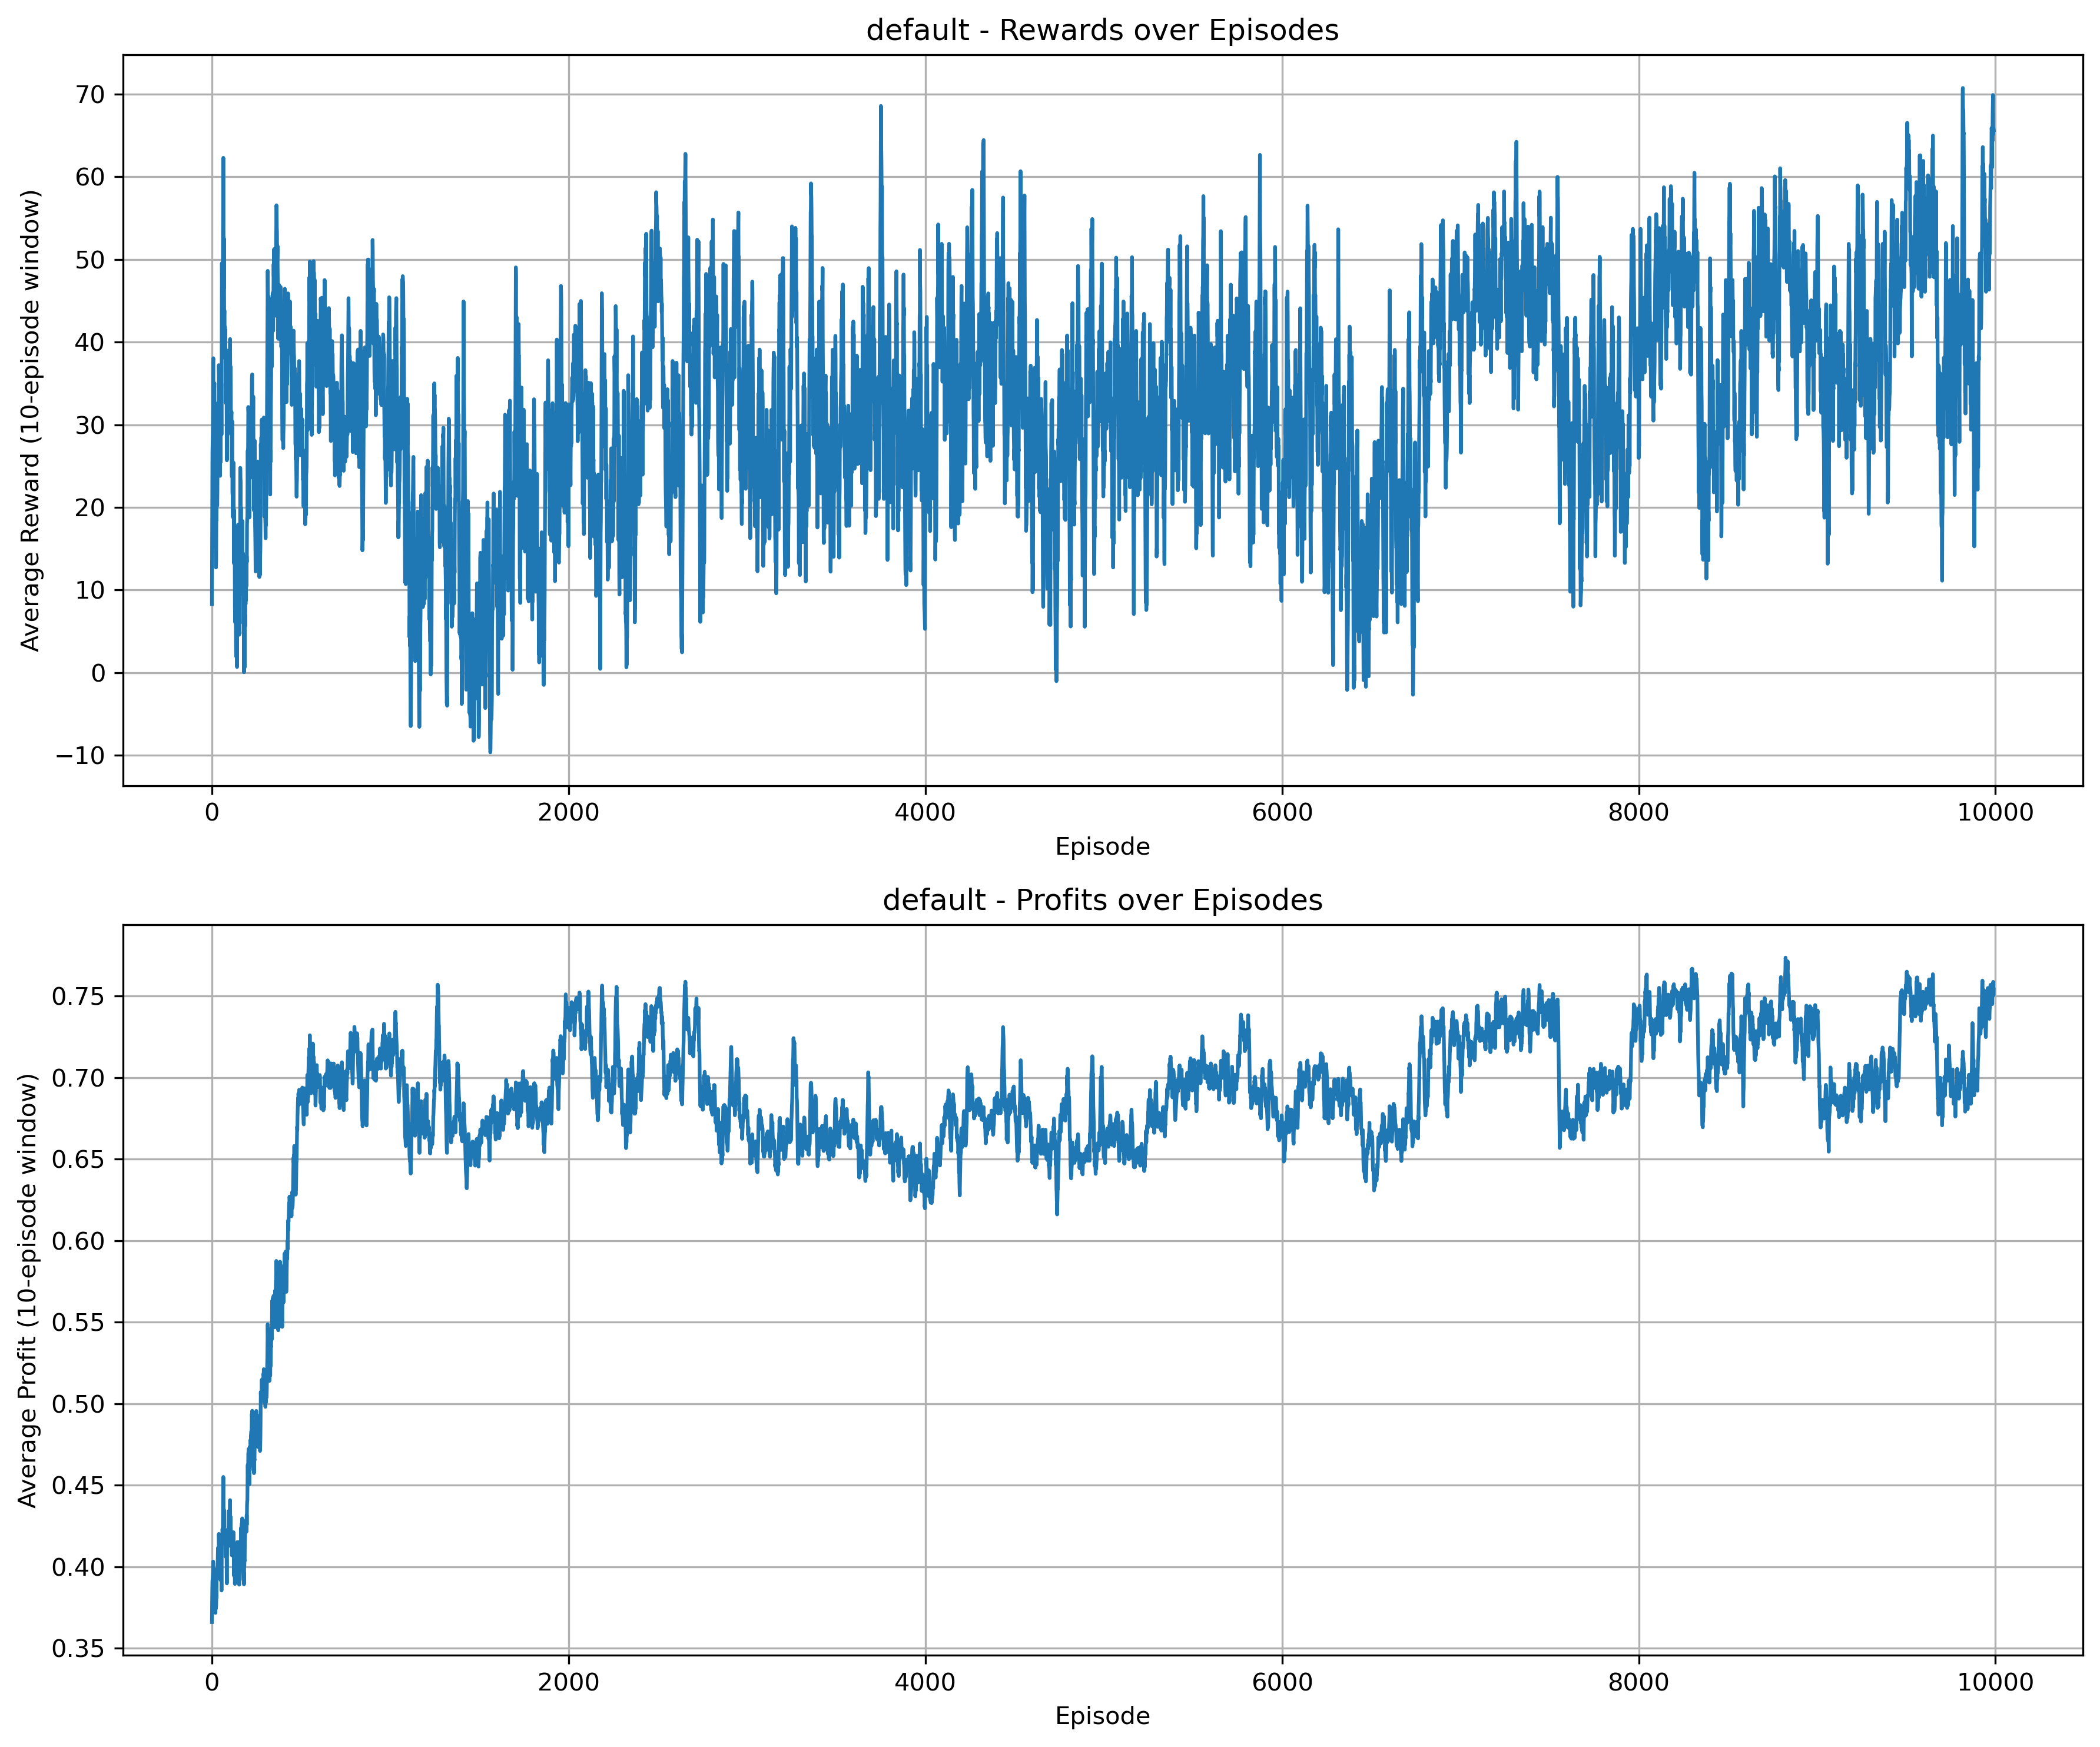 default - Rewards over Episodes
Average Reward (10-episode window)
70
60
50
40
30
20
10
0
−10
0 2000 4000 6000 8000 10000
Episode
default - Profits over Episodes
Average Profit (10-episode window)
0.75
0.70
0.65
0.60
0.55
0.50
0.45
0.40
0.35
0 2000 4000 6000 8000 10000
Episode